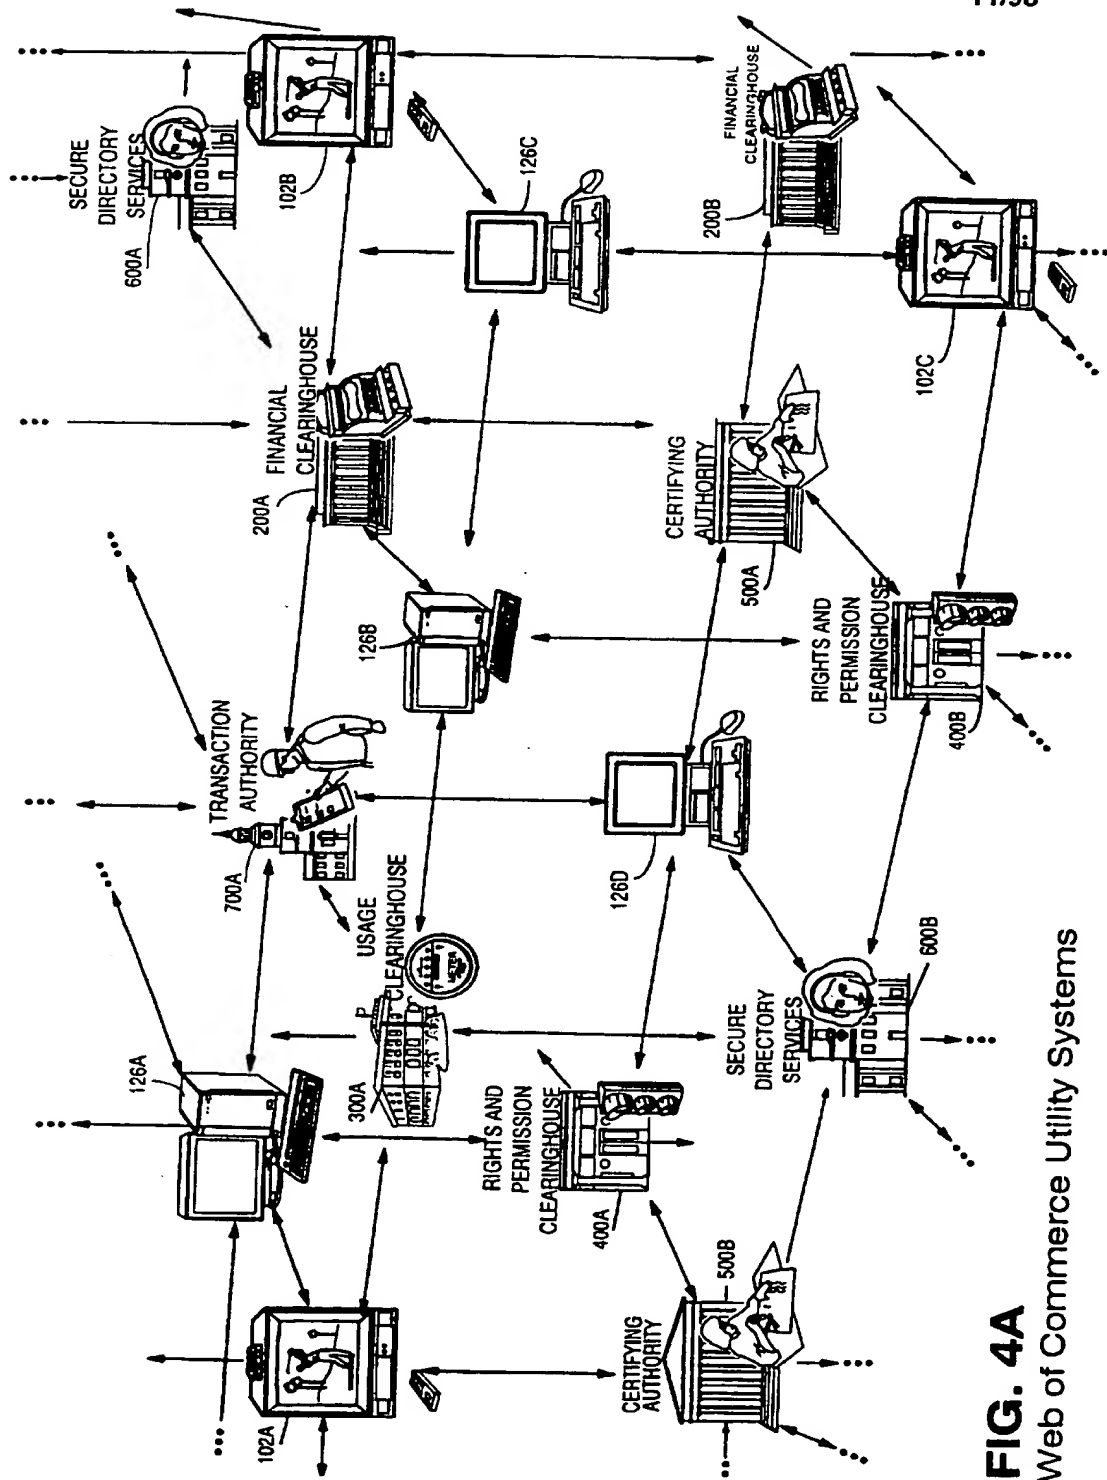 SECURE
DIRECTORY
SERVICES
600A
126A
TRANSACTION
AUTHORITY
700A
FINANCIAL
CLEARINGHOUSE
200A
102A
102B
300A
USAGE
CLEARINGHOUSE
METER
126B
126C
RIGHTS AND
PERMISSION
CLEARINGHOUSE
400A
126D
CERTIFYING
AUTHORITY
500A
FINANCIAL
CLEARINGHOUSE
200B
CERTIFYING
AUTHORITY
500B
SECURE
DIRECTORY
SERVICES
600B
RIGHTS AND
PERMISSION
CLEARINGHOUSE
400B
102C
FIG. 4A
Web of Commerce Utility Systems